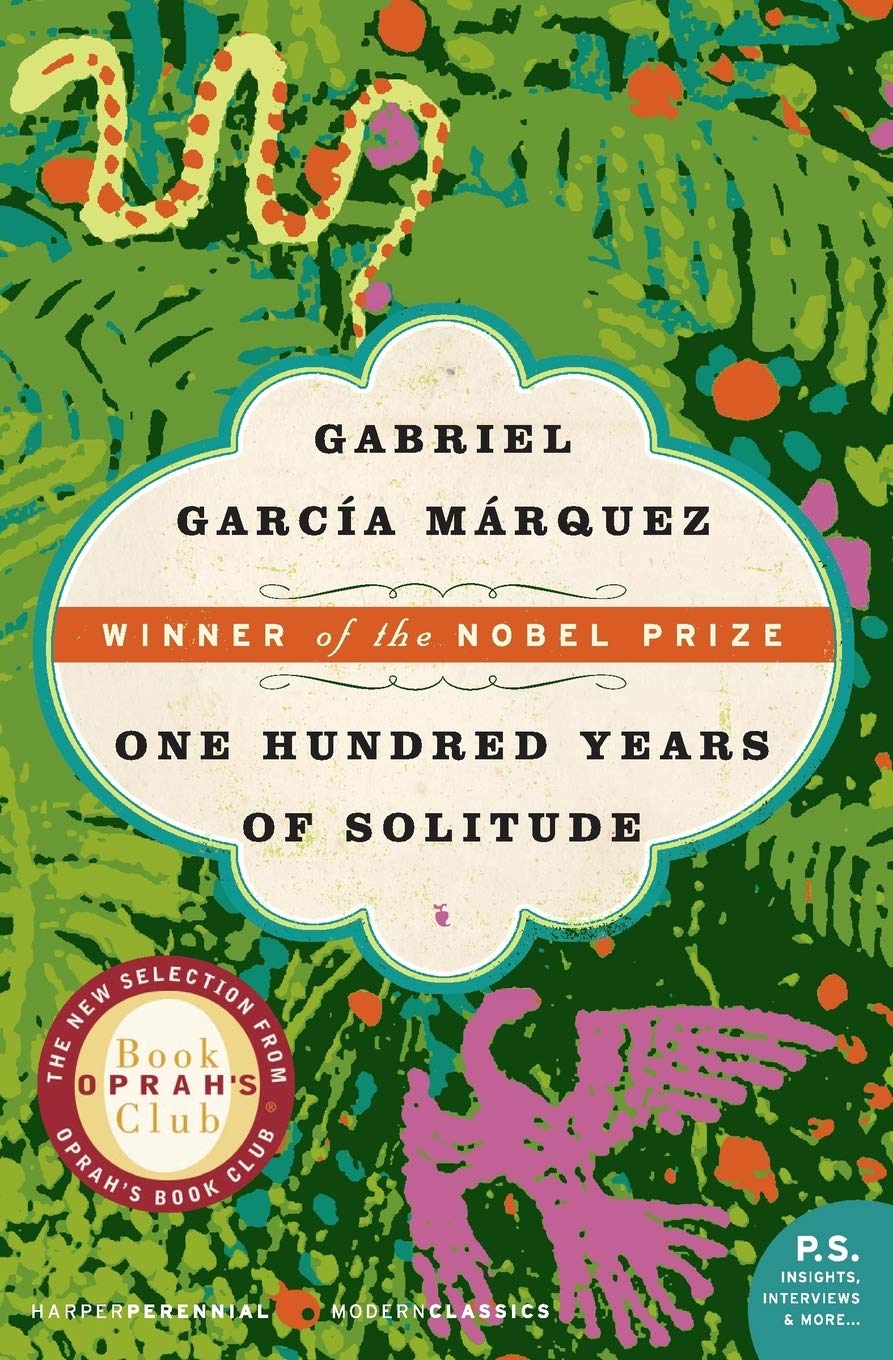 GABRIEL
GARCÍA MÁRQUEZ
WINNER of the NOBEL PRIZE
ONE HUNDRED YEARS
OF SOLITUDE
THE NEW SELECTION FROM
Book
OPRAH'S
Club®
OPRAH'S BOOK CLUB
P.S.
INSIGHTS,
INTERVIEWS
& MORE...
HARPERPERENNIAL MODERNCLASSICS